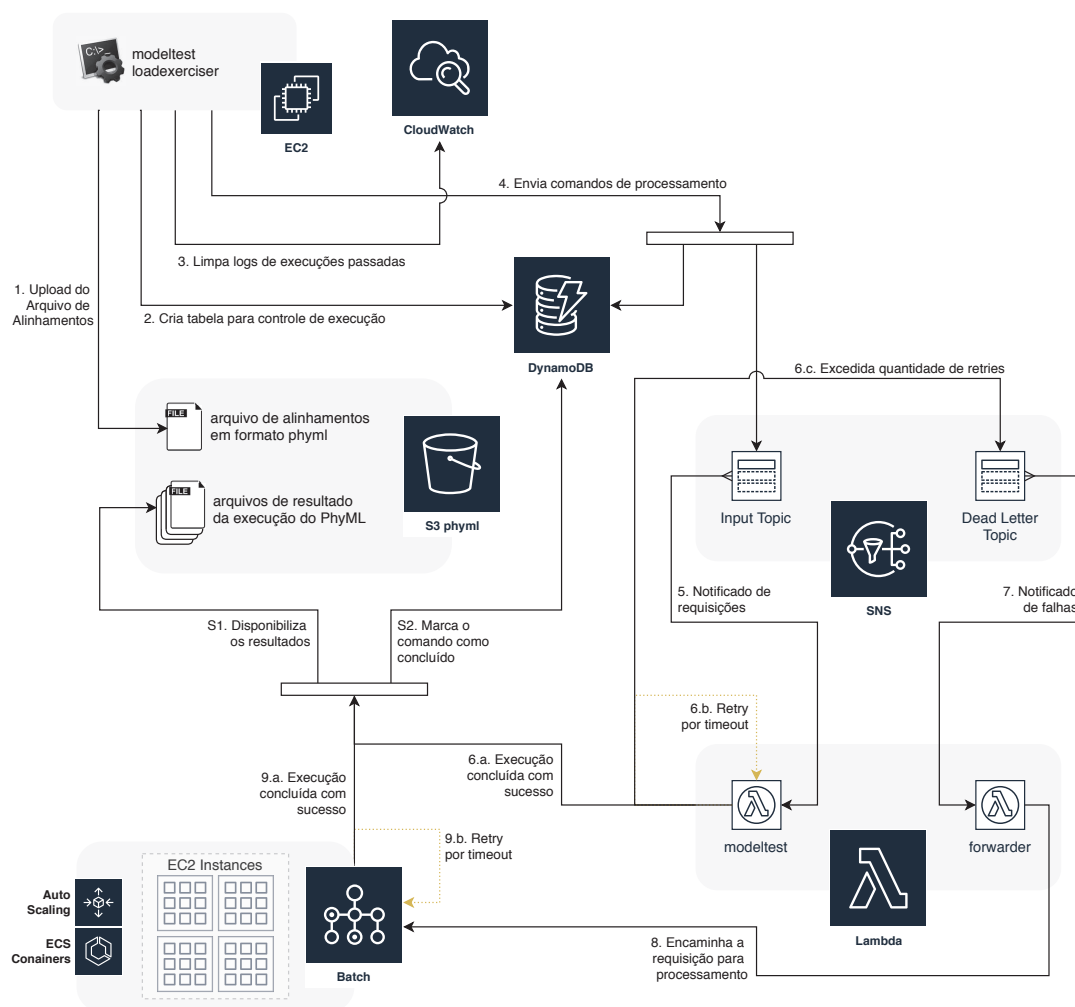 C:\>
modeltest
loadexerciser
EC2
CloudWatch
4. Envia comandos de processamento
3. Limpa logs de execuções passadas
1. Upload do
Arquivo de
Alinhamentos
2. Cria tabela para controle de execução
DynamoDB
6.c. Excedida quantidade de retries
FILE
arquivo de alinhamentos
em formato phyml
FILE
arquivos de resultado
da execução do PhyML
S3 phyml
Input Topic
Dead Letter
Topic
SNS
5. Notificado de
requisições
7. Notificado
de falhas
S1. Disponibiliza
os resultados
S2. Marca o
comando como
concluído
6.b. Retry
por timeout
6.a. Execução
concluída com
sucesso
9.a. Execução
concluída com
sucesso
9.b. Retry
por timeout
modeltest
forwarder
Lambda
EC2 Instances
Auto
Scaling
ECS
Conainers
Batch
8. Encaminha a
requisição para
processamento